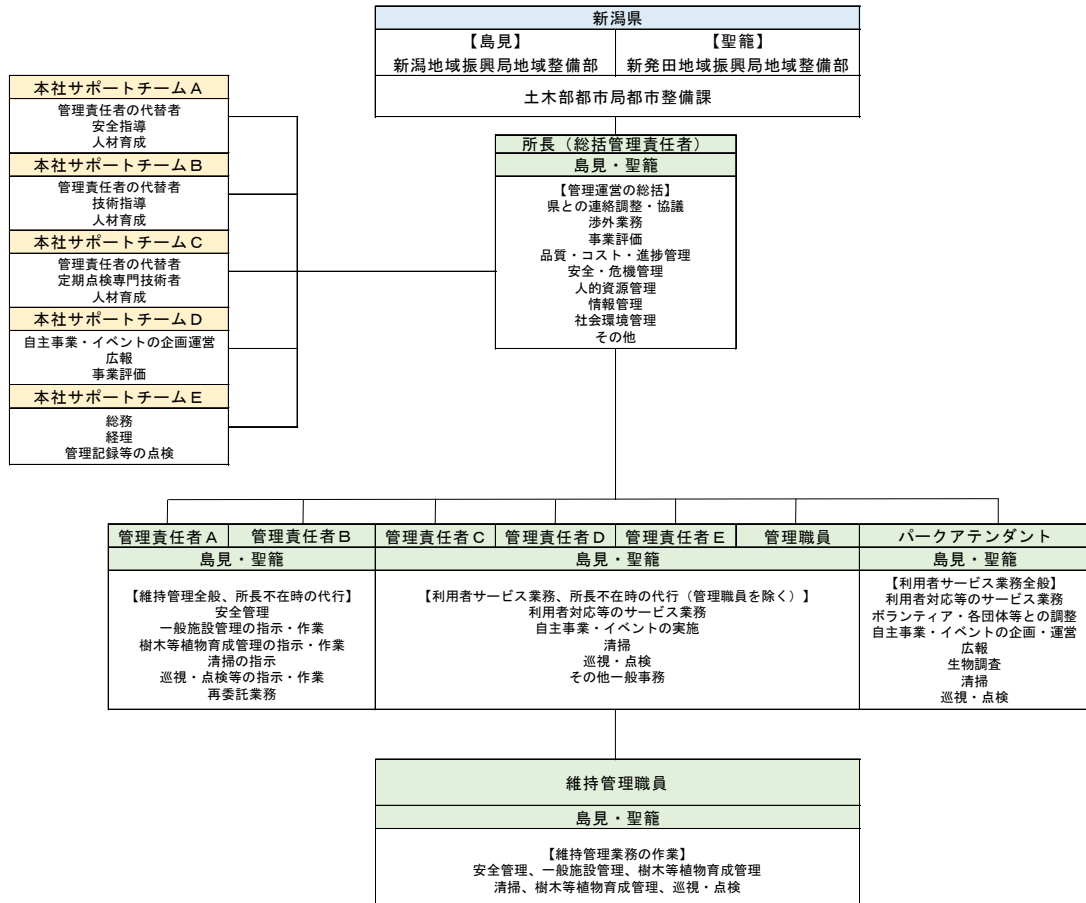 新潟県
【島見】
新潟地域振興局地域整備部
【聖籠】
新発田地域振興局地域整備部
土木部都市局都市整備課
本社サポートチームA
管理責任者の代替者
安全指導
人材育成
本社サポートチームB
管理責任者の代替者
技術指導
人材育成
本社サポートチームC
管理責任者の代替者
定期点検専門技術者
人材育成
本社サポートチームD
自主事業・イベントの企画運営
広報
事業評価
本社サポートチームE
総務
経理
管理記録等の点検
所長（総括管理責任者）
島見・聖籠
【管理運営の総括】
県との連絡調整・協議
渉外業務
事業評価
品質・コスト・進捗管理
安全・危機管理
人的資源管理
情報管理
社会環境管理
その他
管理責任者A
管理責任者B
島見・聖籠
【維持管理全般、所長不在時の代行】
安全管理
一般施設管理の指示・作業
樹木等植物育成管理の指示・作業
清掃の指示
巡視・点検等の指示・作業
再委託業務
管理責任者C
管理責任者D
管理責任者E
管理職員
島見・聖籠
【利用者サービス業務、所長不在時の代行（管理職員を除く）】
利用者対応等のサービス業務
自主事業・イベントの実施
清掃
巡視・点検
その他一般事務
パークアテンダント
島見・聖籠
【利用者サービス業務全般】
利用者対応等のサービス業務
ボランティア・各団体等との調整
自主事業・イベントの企画・運営
広報
生物調査
清掃
巡視・点検
維持管理職員
島見・聖籠
【維持管理業務の作業】
安全管理、一般施設管理、樹木等植物育成管理
清掃、樹木等植物育成管理、巡視・点検